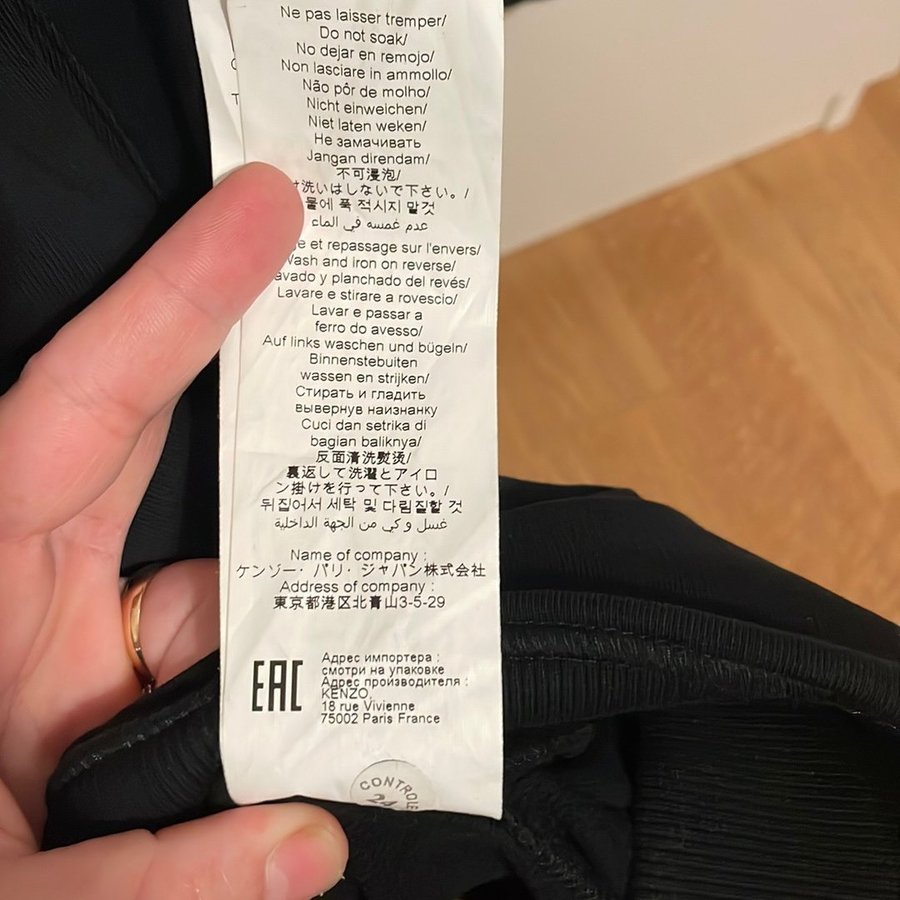 Ne pas laisser tremper/
Do not soak/
No dejar en remojo/
Non lasciare in ammollo/
Não pôr de molho/
Nicht einweichen/
Niet laten weken/
Не замачивать
Jangan direndam/
不可漫泡/
洗いはしないで下さい。/
물에 푹 적시지 말것
عدم غمسه في الماء
et repassage sur l'envers/
Wash and iron on reverse/
avado y planchado del revés/
Lavare e stirare a rovescio/
Lavar e passar a
ferro do avesso/
Auf links waschen und bügeln/
Binnenstebuiten
wassen en strijken/
Стирать и гладить
вывернув наизнанку
Cuci dan setrika di
bagian baliknya/
反面清洗熨烫/
裏返して洗濯とアイロ
ン掛けを行って下さい。/
뒤집어서 세탁 및 다림질할 것
غسل و كي من الجهة الداخلية
Name of company :
ケンゾー・パリ・ジャパン株式会社
Address of company :
東京都港区北青山3-5-29
EAC
Адрес импортера :
смотри на упаковке
Адрес производителя :
KENZO,
18 rue Vivienne
75002 Paris France
CONTROLE
24